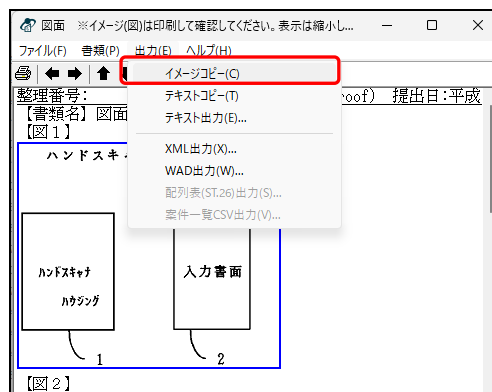 図面　※イメージ(図)は印刷して確認してください。表示は縮小し...
ファイル(F)　書類(P)　出力(E)　ヘルプ(H)
イメージコピー(C)
テキストコピー(T)
テキスト出力(E)...
XML出力(X)...
WAD出力(W)...
配列表(ST.26)出力(S)...
案件一覧CSV出力(V)...
整理番号:　roof)　提出日:平成
【書類名】図面
【図１】
ハンドスキャ
ﾊﾝﾄﾞｽｷｬﾅ
ﾊｳｼﾞﾝｸﾞ
入力書面
1
2
【図２】